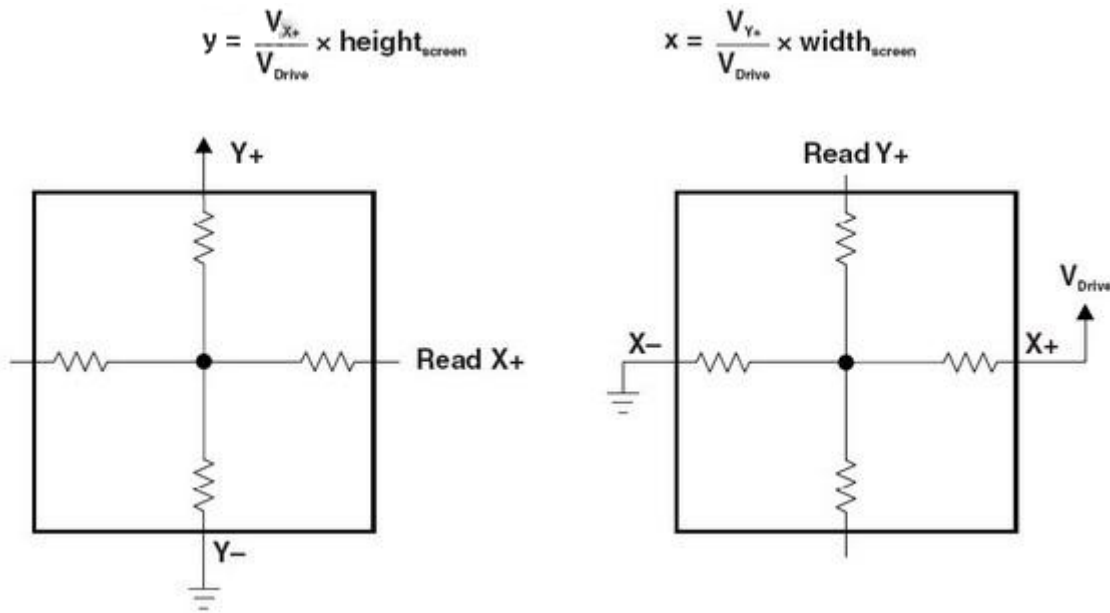 y = V_X+ / V_Drive × height_screen
x = V_Y+ / V_Drive × width_screen
Y+
Read X+
Y–
Read Y+
V_Drive
X–
X+